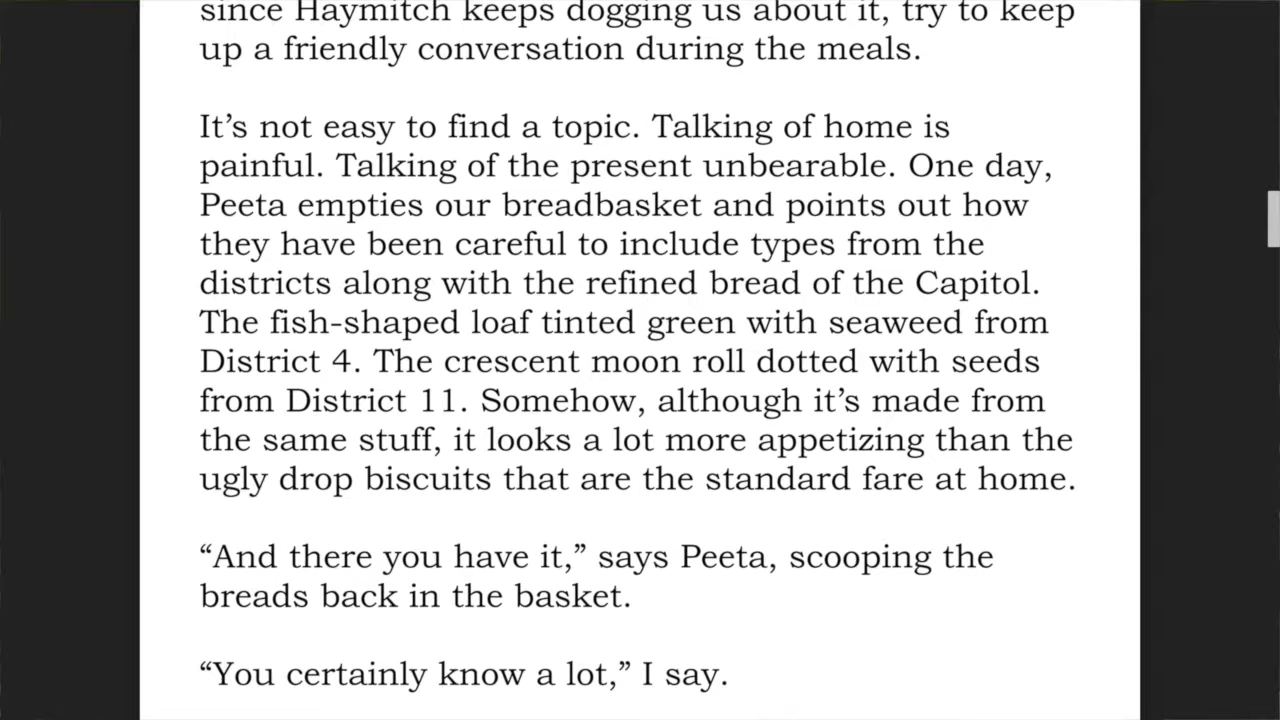 since Haymitch keeps dogging us about it, try to keep
up a friendly conversation during the meals.
It’s not easy to find a topic. Talking of home is
painful. Talking of the present unbearable. One day,
Peeta empties our breadbasket and points out how
they have been careful to include types from the
districts along with the refined bread of the Capitol.
The fish-shaped loaf tinted green with seaweed from
District 4. The crescent moon roll dotted with seeds
from District 11. Somehow, although it’s made from
the same stuff, it looks a lot more appetizing than the
ugly drop biscuits that are the standard fare at home.
“And there you have it,” says Peeta, scooping the
breads back in the basket.
“You certainly know a lot,” I say.